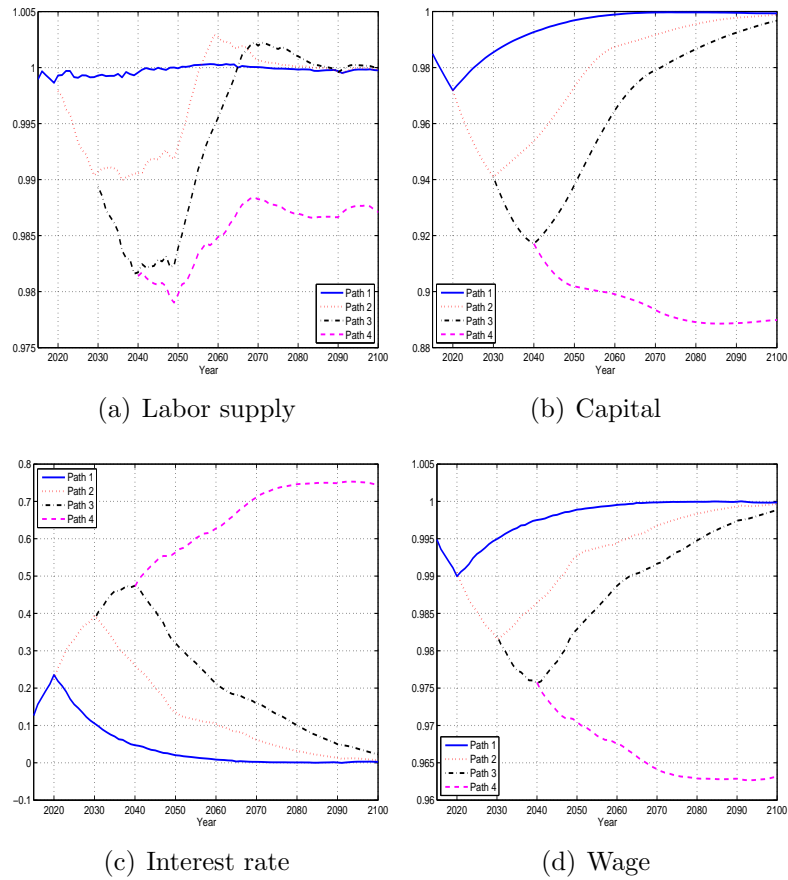 1.005
1
0.995
0.99
0.985
0.98
0.975
2020 2030 2040 2050 2060 2070 2080 2090 2100
Year
Path 1
Path 2
Path 3
Path 4
(a) Labor supply
1
0.98
0.96
0.94
0.92
0.9
0.88
2020 2030 2040 2050 2060 2070 2080 2090 2100
Year
Path 1
Path 2
Path 3
Path 4
(b) Capital
0.8
0.7
0.6
0.5
0.4
0.3
0.2
0.1
0
−0.1
2020 2030 2040 2050 2060 2070 2080 2090 2100
Year
Path 1
Path 2
Path 3
Path 4
(c) Interest rate
1.005
1
0.995
0.99
0.985
0.98
0.975
0.97
0.965
0.96
2020 2030 2040 2050 2060 2070 2080 2090 2100
Year
Path 1
Path 2
Path 3
Path 4
(d) Wage